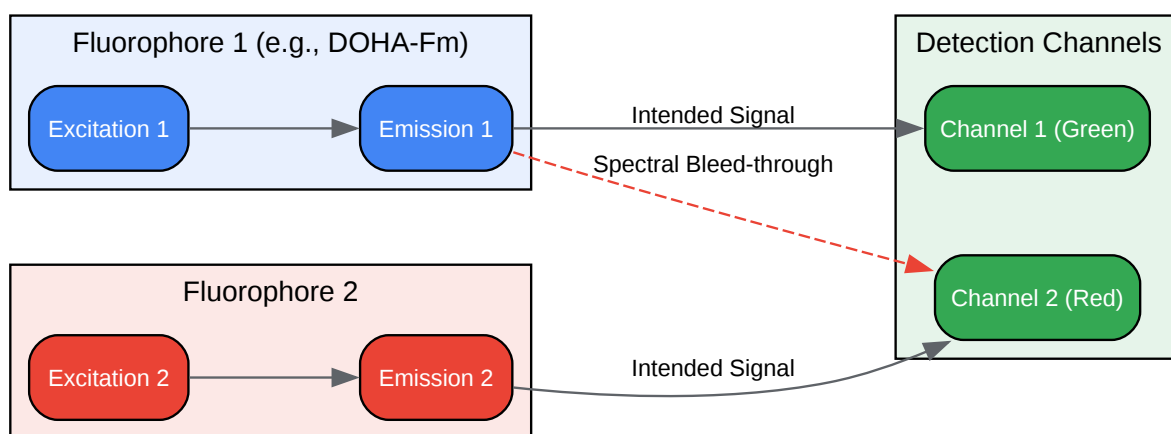 Fluorophore 1 (e.g., DOHA-Fm)
Excitation 1
Emission 1
Intended Signal
Spectral Bleed-through
Detection Channels
Channel 1 (Green)
Channel 2 (Red)
Fluorophore 2
Excitation 2
Emission 2
Intended Signal